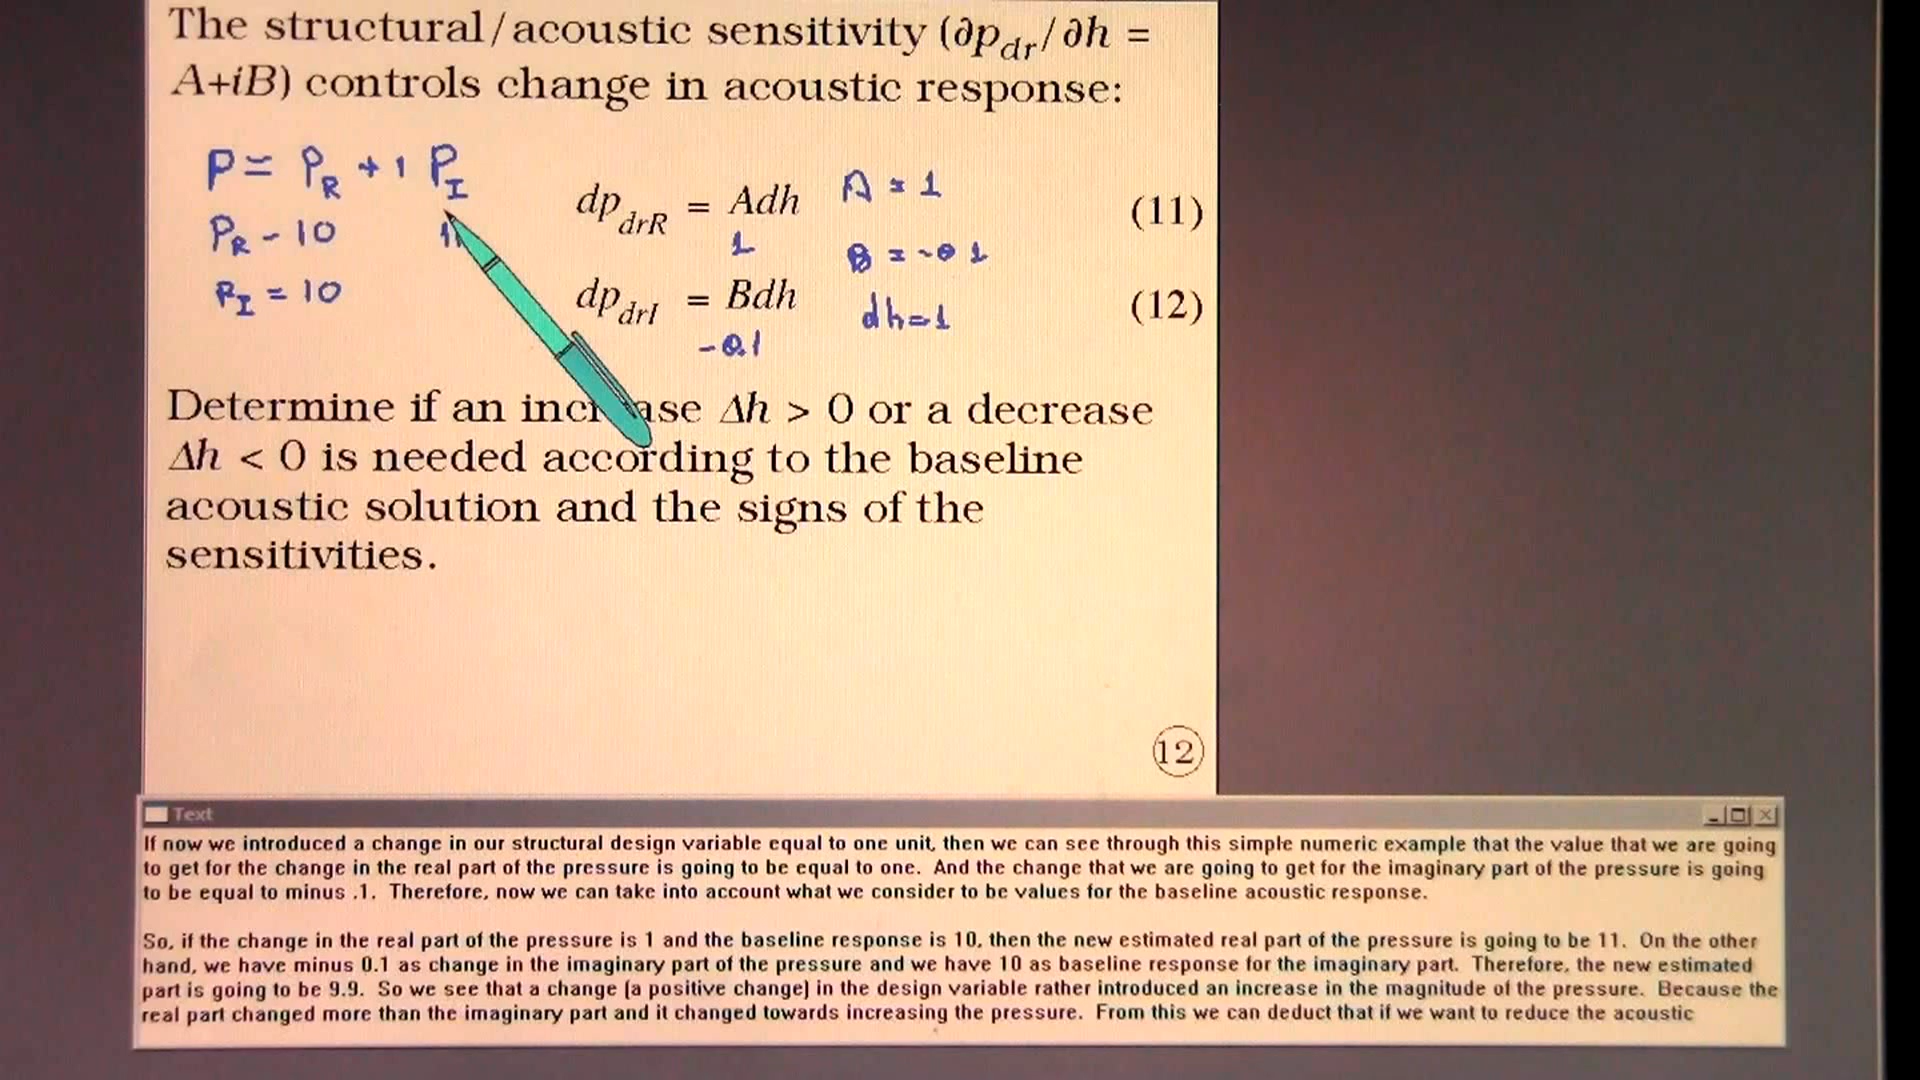 The structural/acoustic sensitivity (∂p_dr/∂h =
A+iB) controls change in acoustic response:
P = P_R + 1 P_I
dp_drR = Adh
A = 1
(11)
P_R - 10
1
B = -0 1
P_I = 10
dp_drI = Bdh
dh=1
(12)
-0.1
Determine if an increase Δh > 0 or a decrease
Δh < 0 is needed according to the baseline
acoustic solution and the signs of the
sensitivities.
12
Text
If now we introduced a change in our structural design variable equal to one unit, then we can see through this simple numeric example that the value that we are going
to get for the change in the real part of the pressure is going to be equal to one. And the change that we are going to get for the imaginary part of the pressure is going
to be equal to minus .1. Therefore, now we can take into account what we consider to be values for the baseline acoustic response.
So, if the change in the real part of the pressure is 1 and the baseline response is 10, then the new estimated real part of the pressure is going to be 11. On the other
hand, we have minus 0.1 as change in the imaginary part of the pressure and we have 10 as baseline response for the imaginary part. Therefore, the new estimated
part is going to be 9.9. So we see that a change (a positive change) in the design variable rather introduced an increase in the magnitude of the pressure. Because the
real part changed more than the imaginary part and it changed towards increasing the pressure. From this we can deduct that if we want to reduce the acoustic